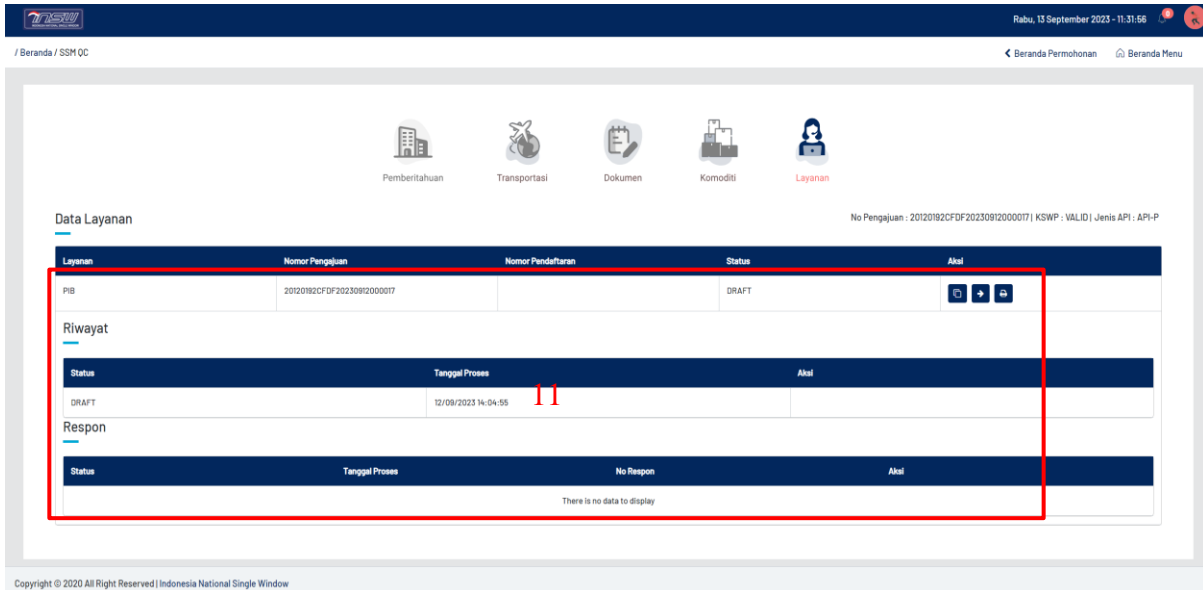 INSW
Rabu, 13 September 2023 - 11:31:56
/ Beranda / SSM QC
Beranda Permohonan
Beranda Menu
Pemberitahuan Transportasi Dokumen Komoditi Layanan
Data Layanan
No Pengajuan : 20120192CFDF20230912000017 | KSWP : VALID | Jenis API : API-P
Layanan Nomor Pengajuan Nomor Pendaftaran Status Aksi
PIB 20120192CFDF20230912000017 DRAFT
Riwayat
Status Tanggal Proses Aksi
DRAFT 12/09/2023 14:04:55 11
Respon
Status Tanggal Proses No Respon Aksi
There is no data to display
Copyright © 2020 All Right Reserved | Indonesia National Single Window